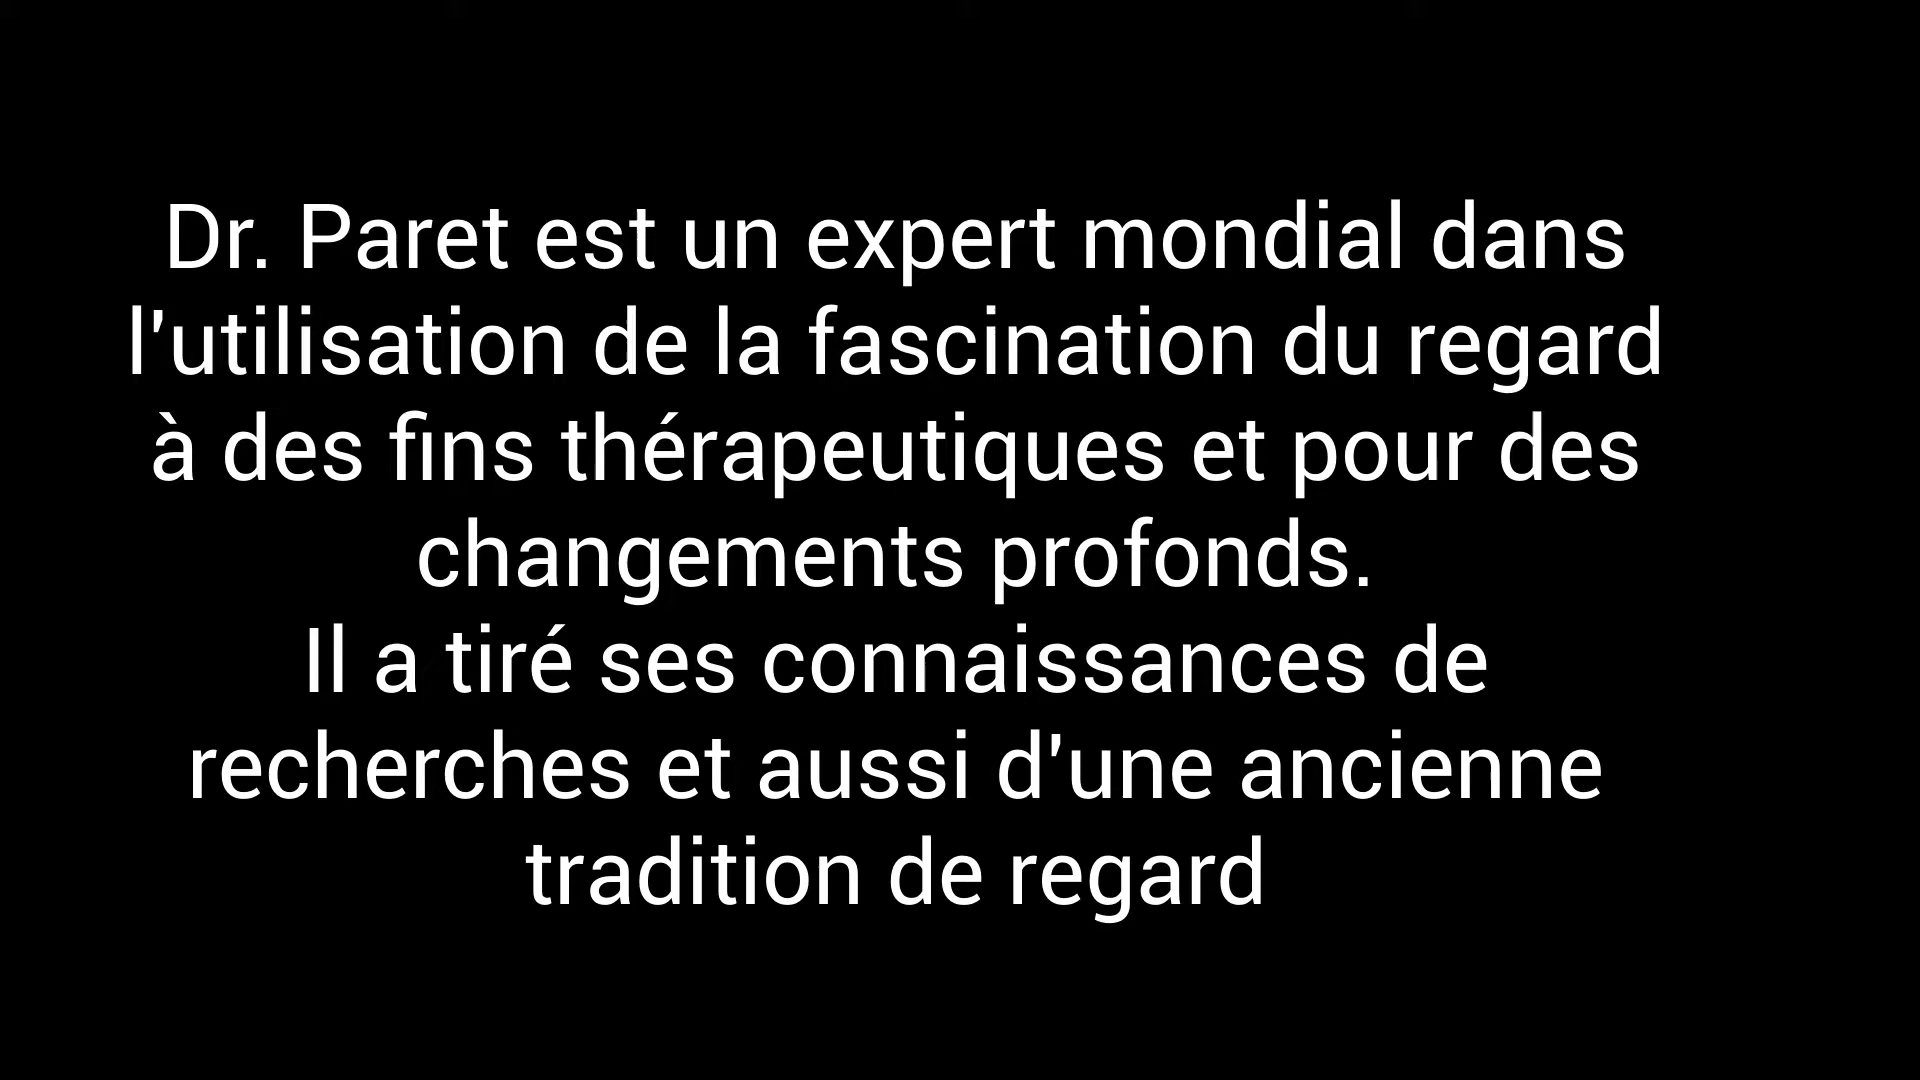 Dr. Paret est un expert mondial dans
l'utilisation de la fascination du regard
à des fins thérapeutiques et pour des
changements profonds.
Il a tiré ses connaissances de
recherches et aussi d'une ancienne
tradition de regard